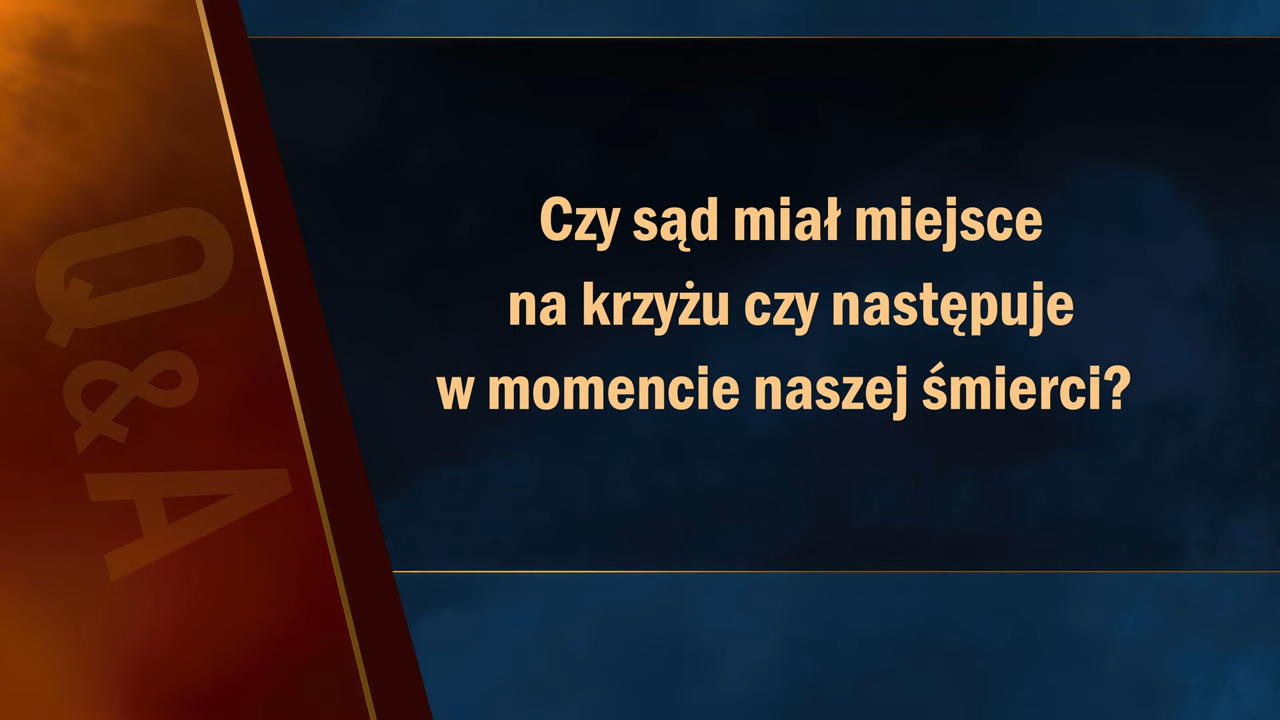 Q&A
Czy sąd miał miejsce
na krzyżu czy następuje
w momencie naszej śmierci?